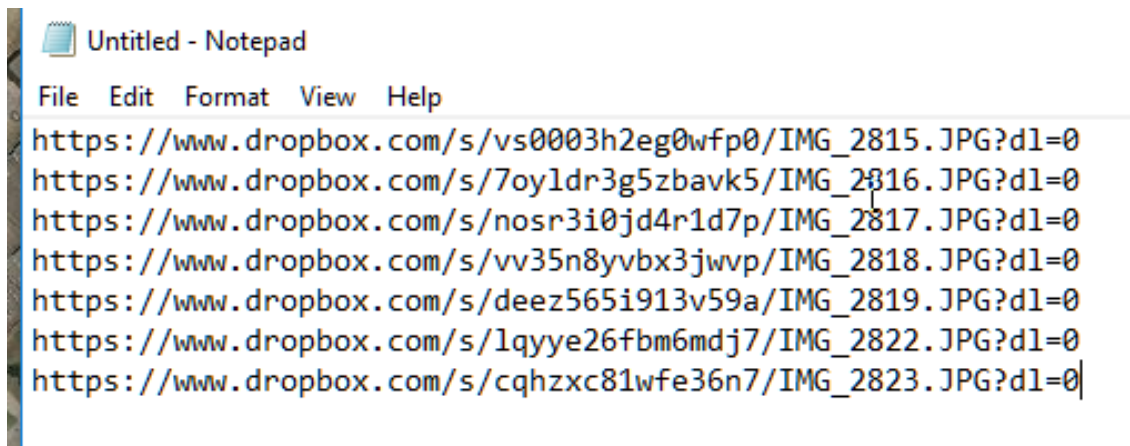 Untitled - Notepad
File Edit Format View Help
https://www.dropbox.com/s/vs0003h2eg0wfp0/IMG_2815.JPG?dl=0
https://www.dropbox.com/s/7oyldr3g5zbavk5/IMG_2816.JPG?dl=0
https://www.dropbox.com/s/nosr3i0jd4r1d7p/IMG_2817.JPG?dl=0
https://www.dropbox.com/s/vv35n8yvbx3jwvp/IMG_2818.JPG?dl=0
https://www.dropbox.com/s/deez565i913v59a/IMG_2819.JPG?dl=0
https://www.dropbox.com/s/lqyye26fbm6mdj7/IMG_2822.JPG?dl=0
https://www.dropbox.com/s/cqhzxc81wfe36n7/IMG_2823.JPG?dl=0